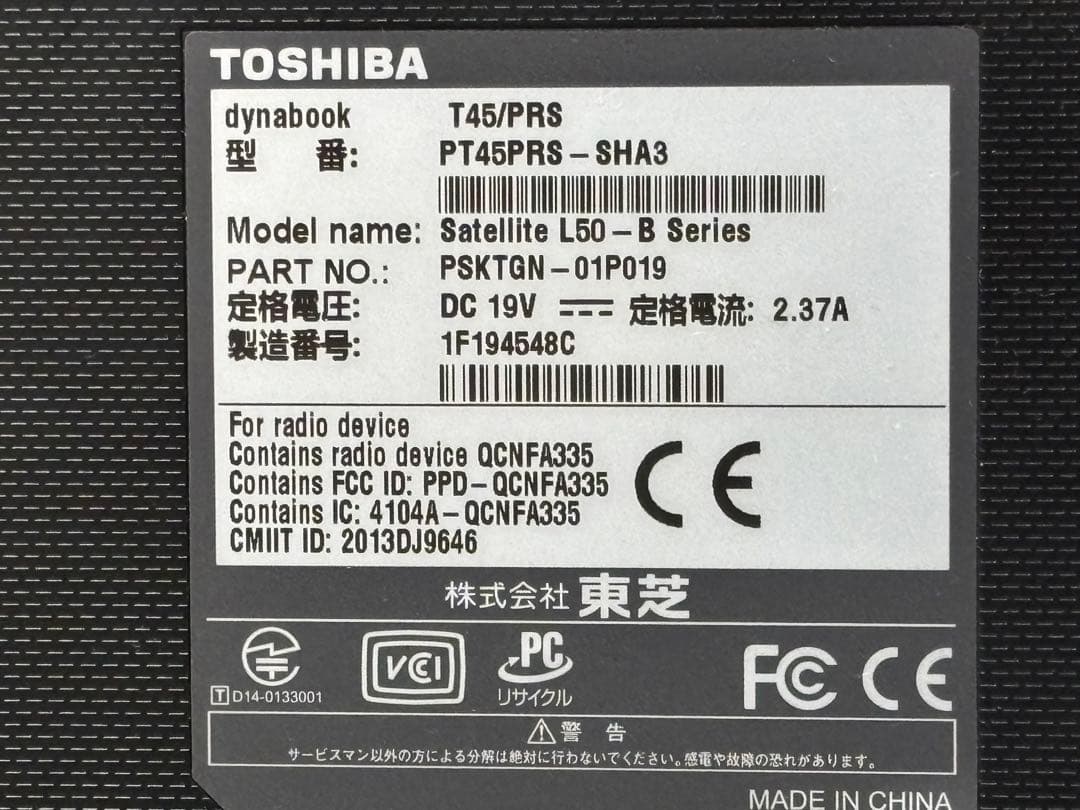 TOSHIBA
dynabook T45/PRS
型 番: PT45PRS-SHA3
Model name: Satellite L50-B Series
PART NO.: PSKTGN-01P019
定格電圧: DC 19V 定格電流: 2.37A
製造番号: 1F194548C
For radio device
Contains radio device QCNFA335
Contains FCC ID: PPD-QCNFA335
Contains IC: 4104A-QCNFA335
CMIIT ID: 2013DJ9646
CE
株式会社 東芝
T D14-0133001
VCCI
PC
リサイクル
FC CE
警 告
サービスマン以外の方による分解は絶対に行わないでください。感電や故障の恐れがあります。
MADE IN CHINA